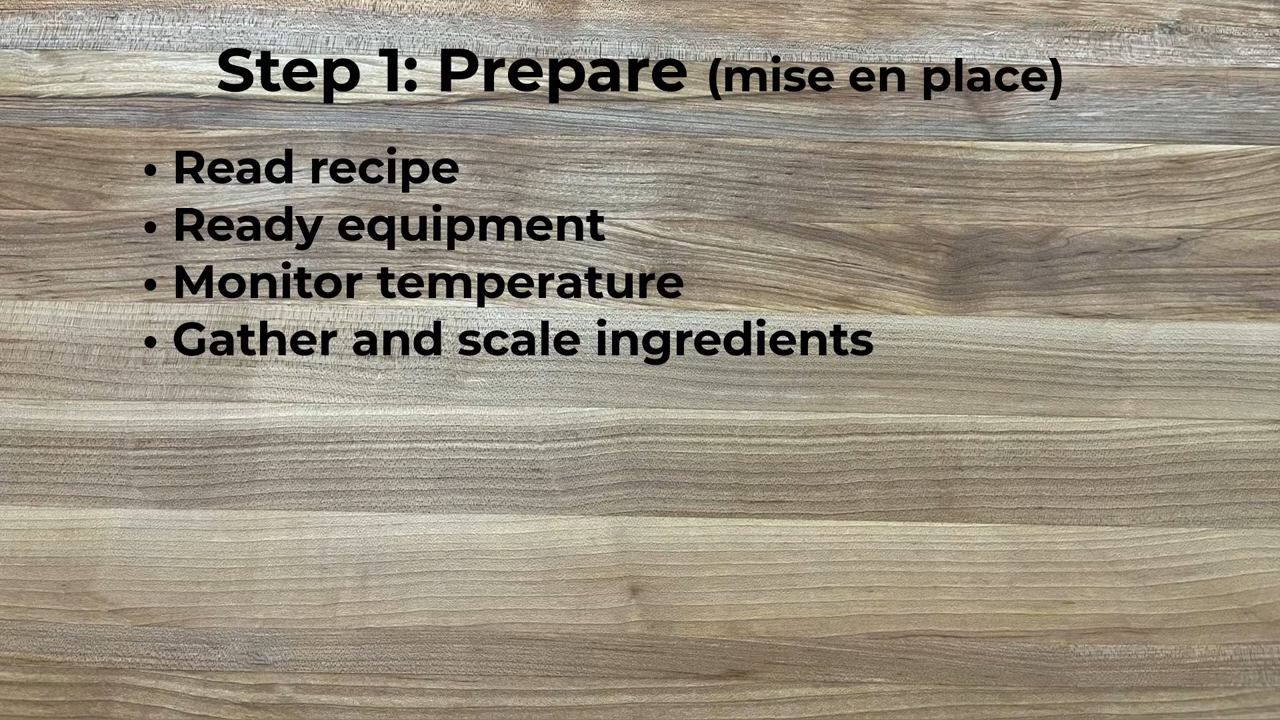 Step 1: Prepare (mise en place)
• Read recipe
• Ready equipment
• Monitor temperature
• Gather and scale ingredients